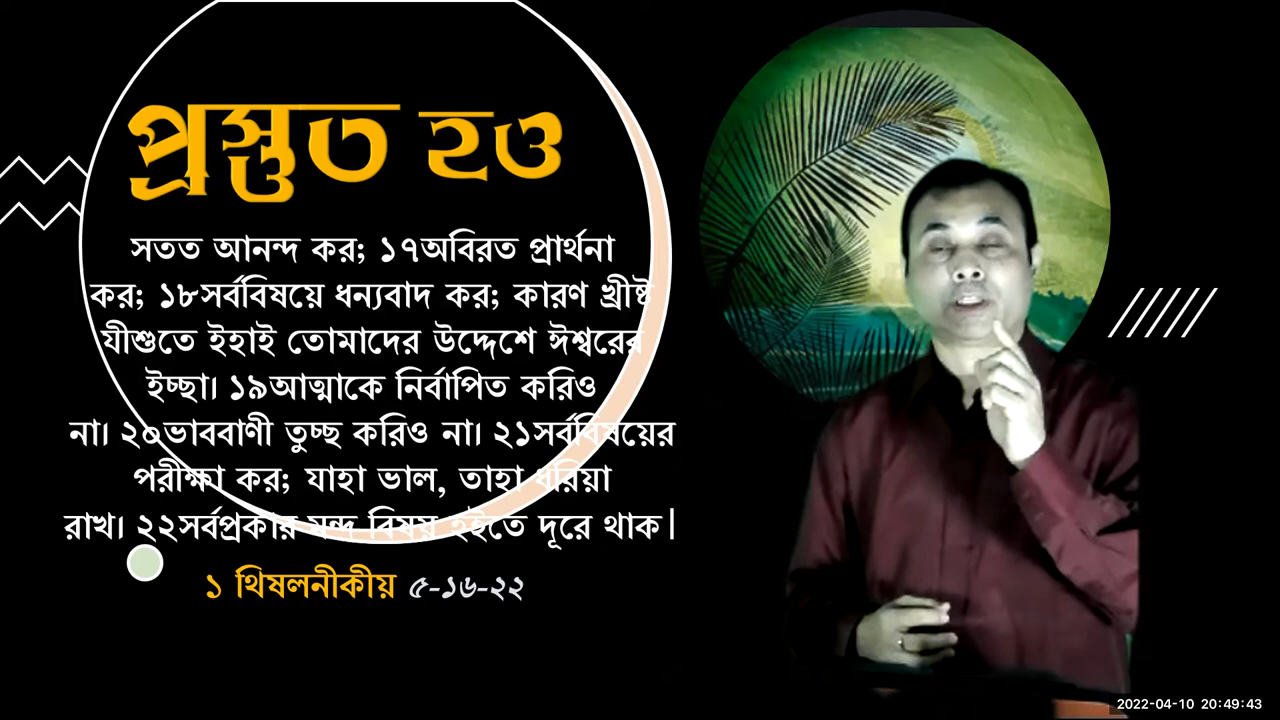 প্রস্তুত হও
সতত আনন্দ কর; ১৭অবিরত প্রার্থনা
কর; ১৮সর্ববিষয়ে ধন্যবাদ কর; কারণ খ্রীষ্ট
যীশুতে ইহাই তোমাদের উদ্দেশে ঈশ্বরের
ইচ্ছা। ১৯আত্মাকে নির্বাপিত করিও
না। ২০ভাববাণী তুচ্ছ করিও না। ২১সর্ববিষয়ের
পরীক্ষা কর; যাহা ভাল, তাহা ধরিয়া
রাখ। ২২সর্বপ্রকার মন্দ বিষয় হইতে দূরে থাক|
১ থিষলনীকীয় ৫-১৬-২২
2022-04-10 20:49:43